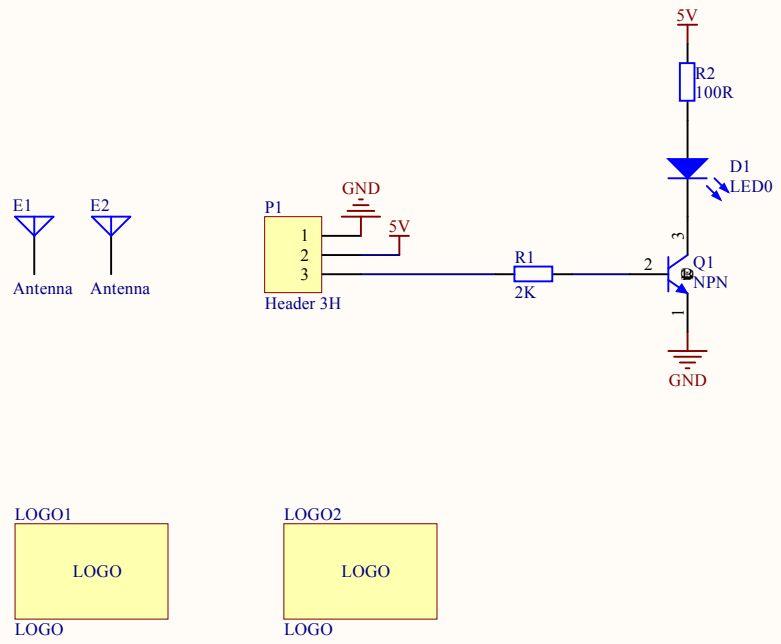 5V
R2
100R
D1
LED0
E1
E2
Antenna
Antenna
GND
P1
5V
1
2
3
Header 3H
R1
2K
3
2
Q1
NPN
1
GND
LOGO1
LOGO
LOGO
LOGO2
LOGO
LOGO